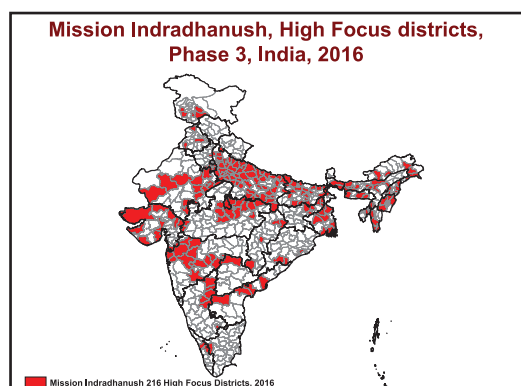 Mission Indradhanush, High Focus districts,
Phase 3, India, 2016
Mission Indradhanush 216 High Focus Districts, 2016